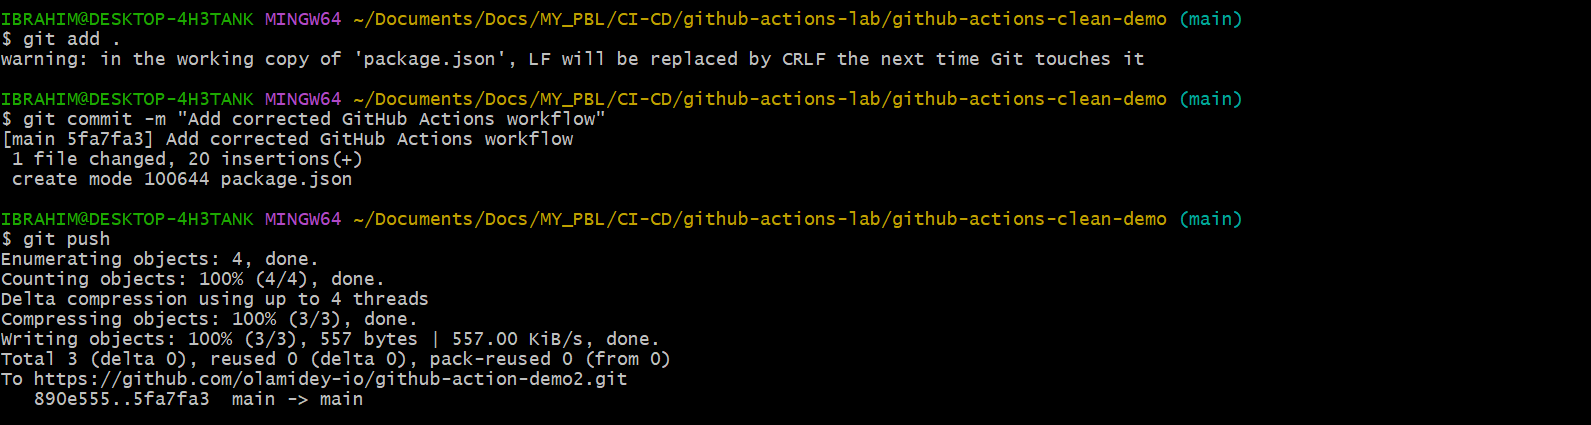 IBRAHIM@DESKTOP-4H3TANK MINGW64 ~/Documents/Docs/MY_PBL/CI-CD/github-actions-lab/github-actions-clean-demo (main)
$ git add .
warning: in the working copy of 'package.json', LF will be replaced by CRLF the next time Git touches it
IBRAHIM@DESKTOP-4H3TANK MINGW64 ~/Documents/Docs/MY_PBL/CI-CD/github-actions-lab/github-actions-clean-demo (main)
$ git commit -m "Add corrected GitHub Actions workflow"
[main 5fa7fa3] Add corrected GitHub Actions workflow
 1 file changed, 20 insertions(+)
 create mode 100644 package.json
IBRAHIM@DESKTOP-4H3TANK MINGW64 ~/Documents/Docs/MY_PBL/CI-CD/github-actions-lab/github-actions-clean-demo (main)
$ git push
Enumerating objects: 4, done.
Counting objects: 100% (4/4), done.
Delta compression using up to 4 threads
Compressing objects: 100% (3/3), done.
Writing objects: 100% (3/3), 557 bytes | 557.00 KiB/s, done.
Total 3 (delta 0), reused 0 (delta 0), pack-reused 0 (from 0)
To https://github.com/olamidey-io/github-action-demo2.git
   890e555..5fa7fa3  main -> main